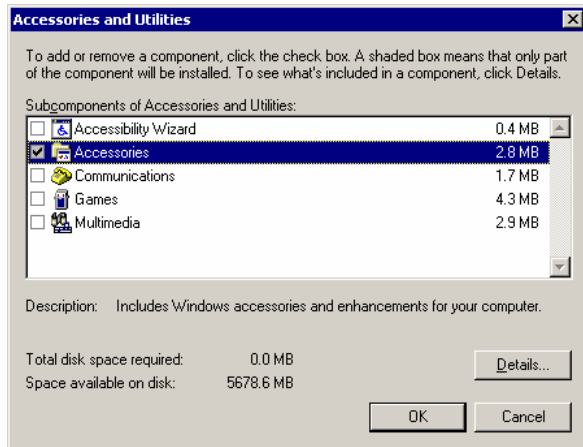 Accessories and Utilities
To add or remove a component, click the check box. A shaded box means that only part
of the component will be installed. To see what's included in a component, click Details.
Subcomponents of Accessories and Utilities:
Accessibility Wizard 0.4 MB
Accessories 2.8 MB
Communications 1.7 MB
Games 4.3 MB
Multimedia 2.9 MB
Description: Includes Windows accessories and enhancements for your computer.
Total disk space required: 0.0 MB
Space available on disk: 5678.6 MB
Details...
OK Cancel